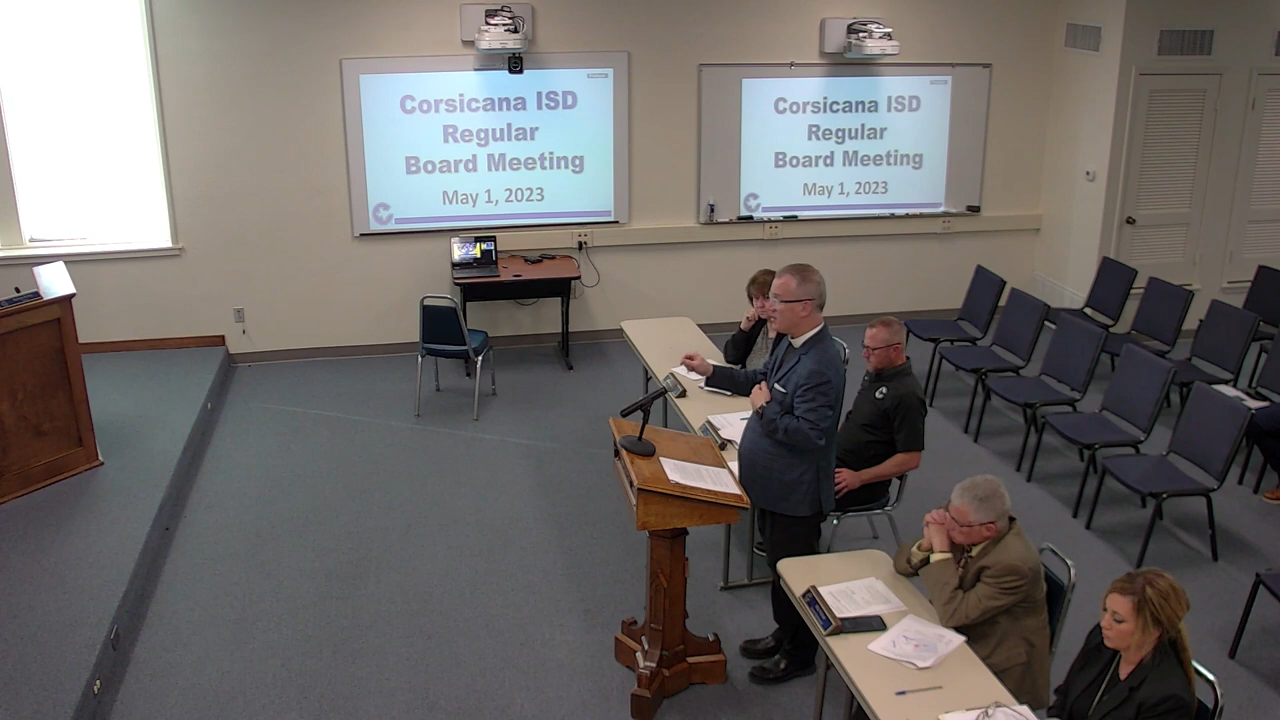 Corsicana ISD
Regular
Board Meeting
May 1, 2023
Corsicana ISD
Regular
Board Meeting
May 1, 2023